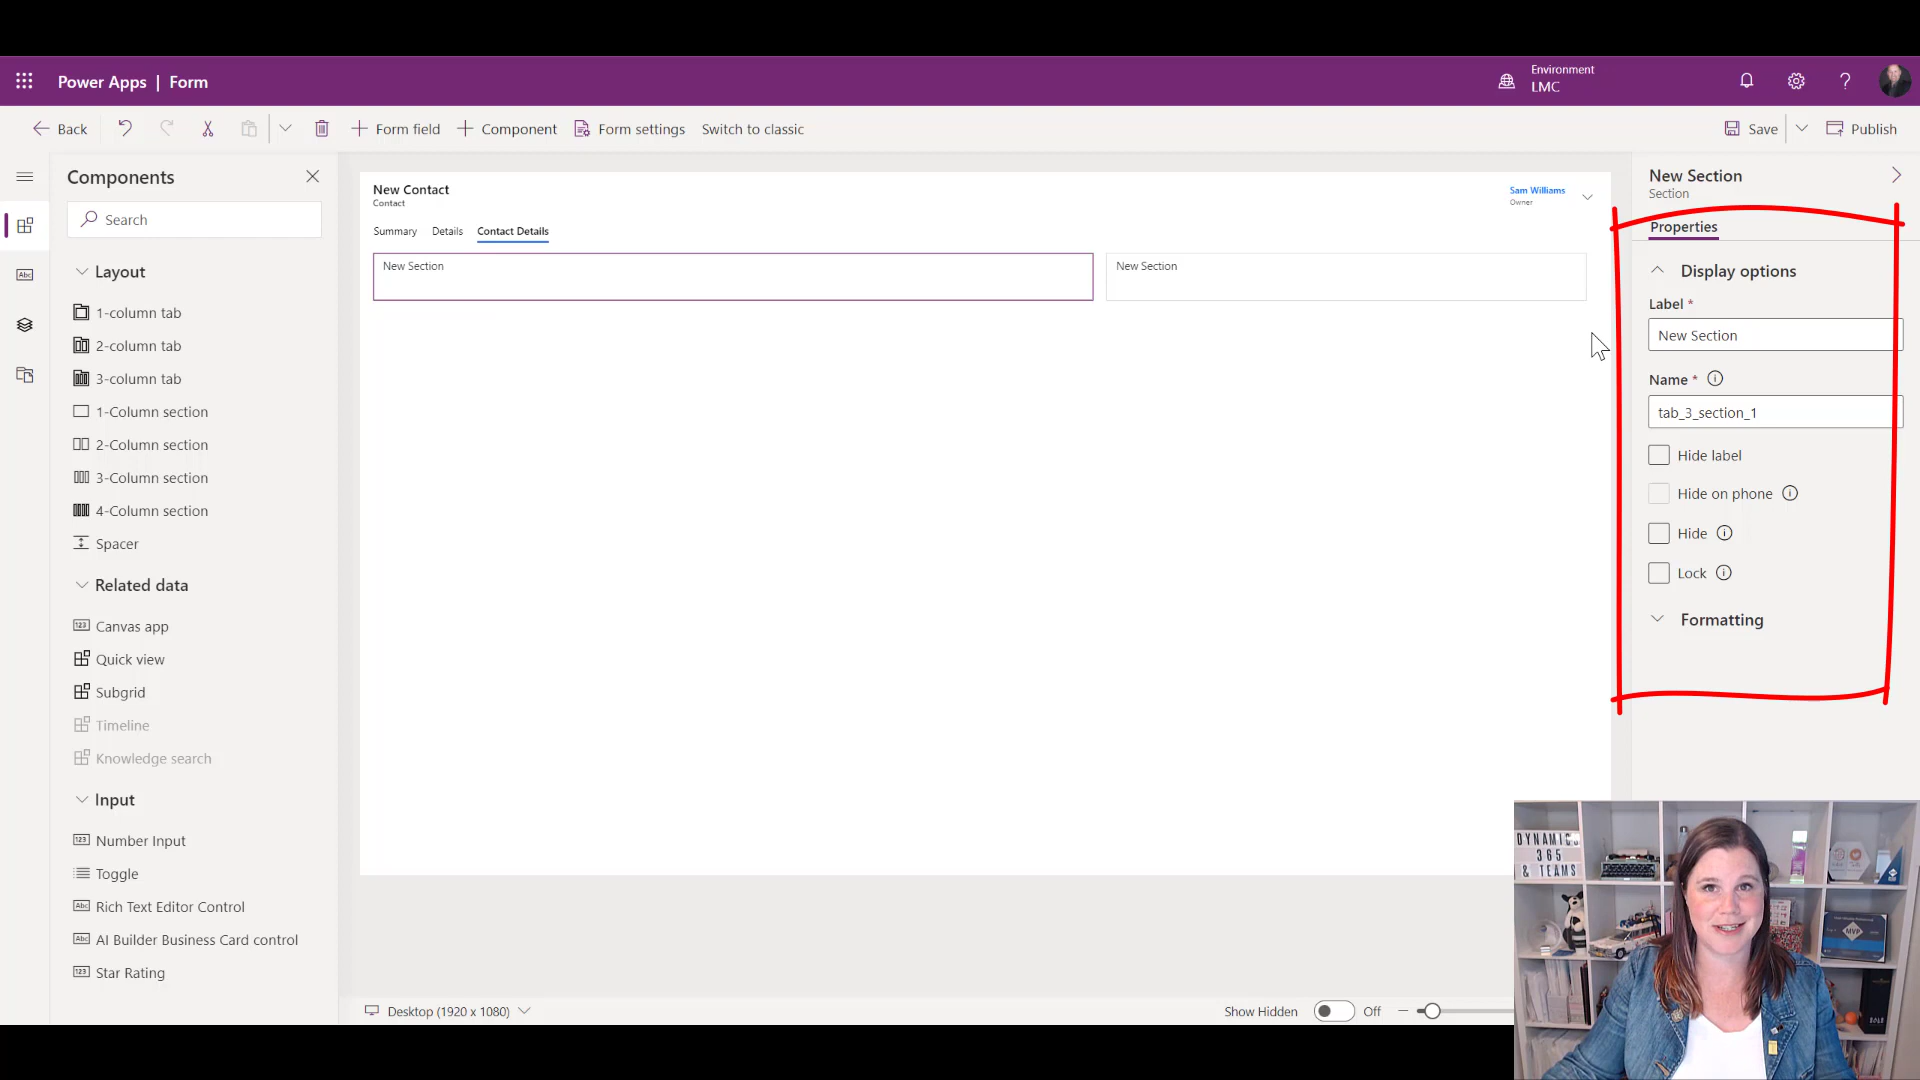 Power Apps | Form
Environment
LMC
Back
Form field
Component
Form settings
Switch to classic
Save
Publish
Components
Search
Layout
1-column tab
2-column tab
3-column tab
1-Column section
2-Column section
3-Column section
4-Column section
Spacer
Related data
Canvas app
Quick view
Subgrid
Timeline
Knowledge search
Input
Number Input
Toggle
Rich Text Editor Control
AI Builder Business Card control
Star Rating
New Contact
Contact
Sam Williams
Owner
Summary
Details
Contact Details
New Section
New Section
Desktop (1920 x 1080)
Show Hidden
Off
New Section
Section
Properties
Display options
Label *
New Section
Name *
tab_3_section_1
Hide label
Hide on phone
Hide
Lock
Formatting
DYNAMICS
365
& TEAMS
MVP